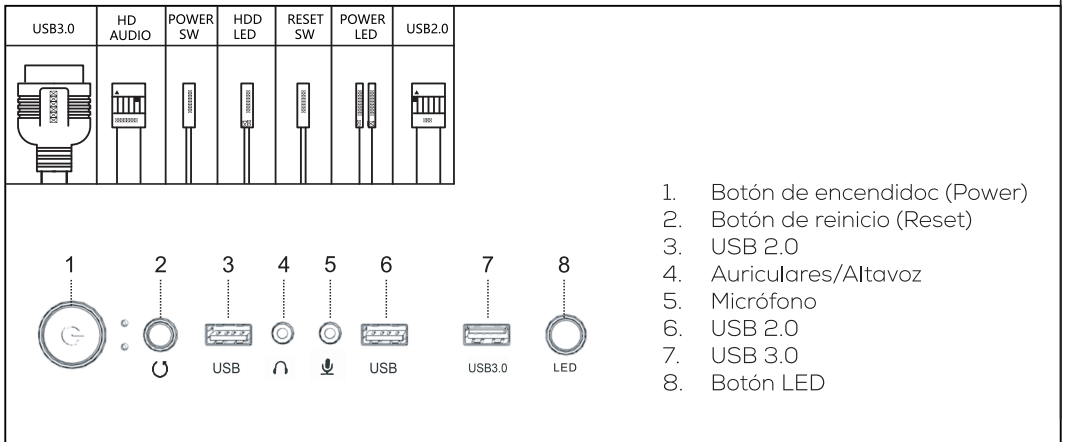 USB3.0
HD AUDIO
POWER SW
HDD LED
RESET SW
POWER LED
USB2.0
1 2 3 4 5 6 7 8
USB USB USB3.0 LED
1. Botón de encendidoc (Power)
2. Botón de reinicio (Reset)
3. USB 2.0
4. Auriculares/Altavoz
5. Micrófono
6. USB 2.0
7. USB 3.0
8. Botón LED